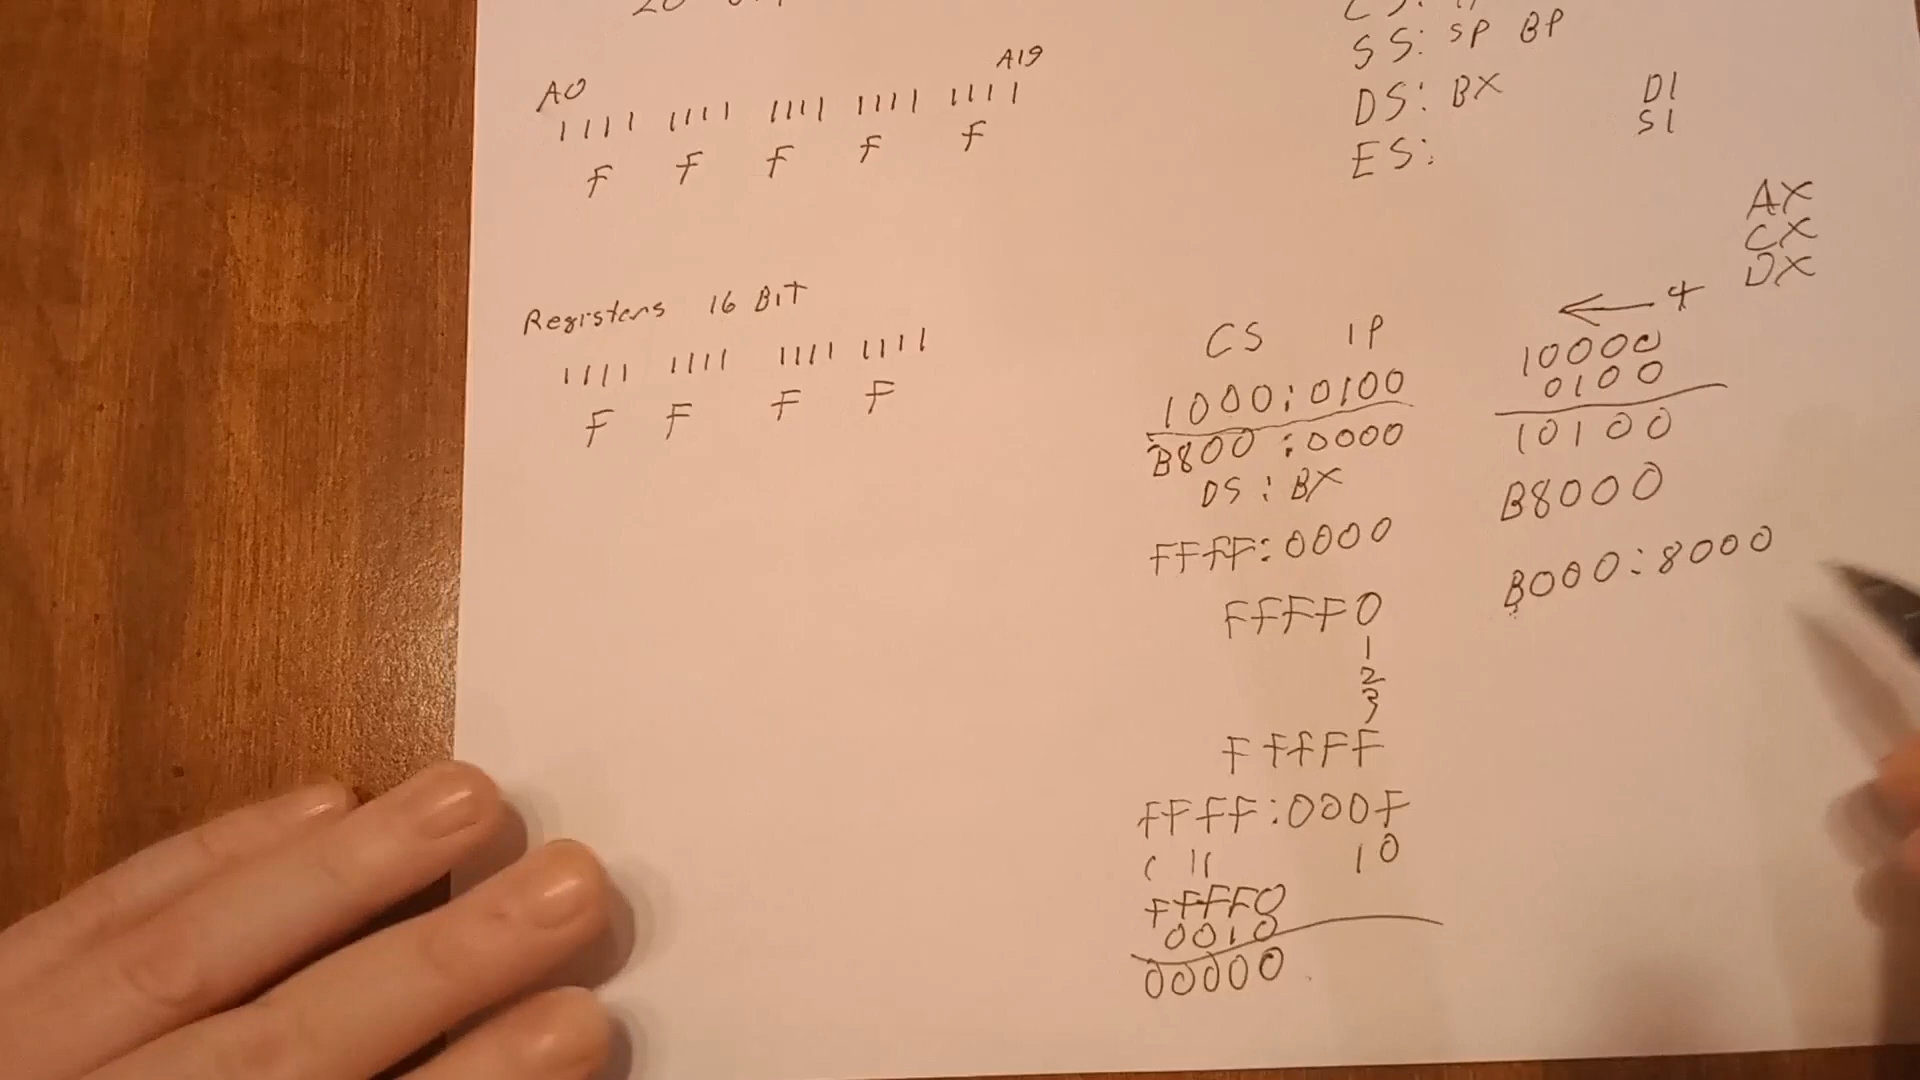 A0 A19
1111 1111 1111 1111 1111
F F F F F
Registers 16 BIT
1111 1111 1111 1111
F F F F
SS: SP BP
DS: BX
ES:
DI
SI
AX
CX
DX
CS IP
1000:0100
B800:0000
DS:BX
FFFF:0000
FFFF0
1
2
3
FFFFF
FFFF:000F
10
FFFF0
0010
00000
← 4
10000
0100
10100
B8000
B000:8000